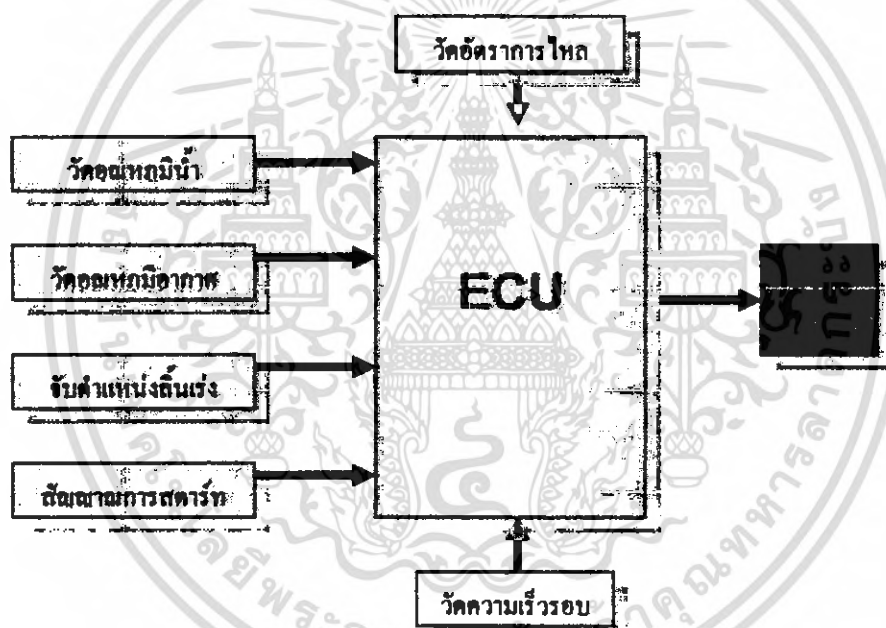 วัดอัตราการไหล
วัดอุณหภูมิน้ำ
วัดอุณหภูมิอากาศ
ECU
จับตำแหน่งลิ้นเร่ง
สัญญาณการสตาร์ท
วัดความเร็วรอบ